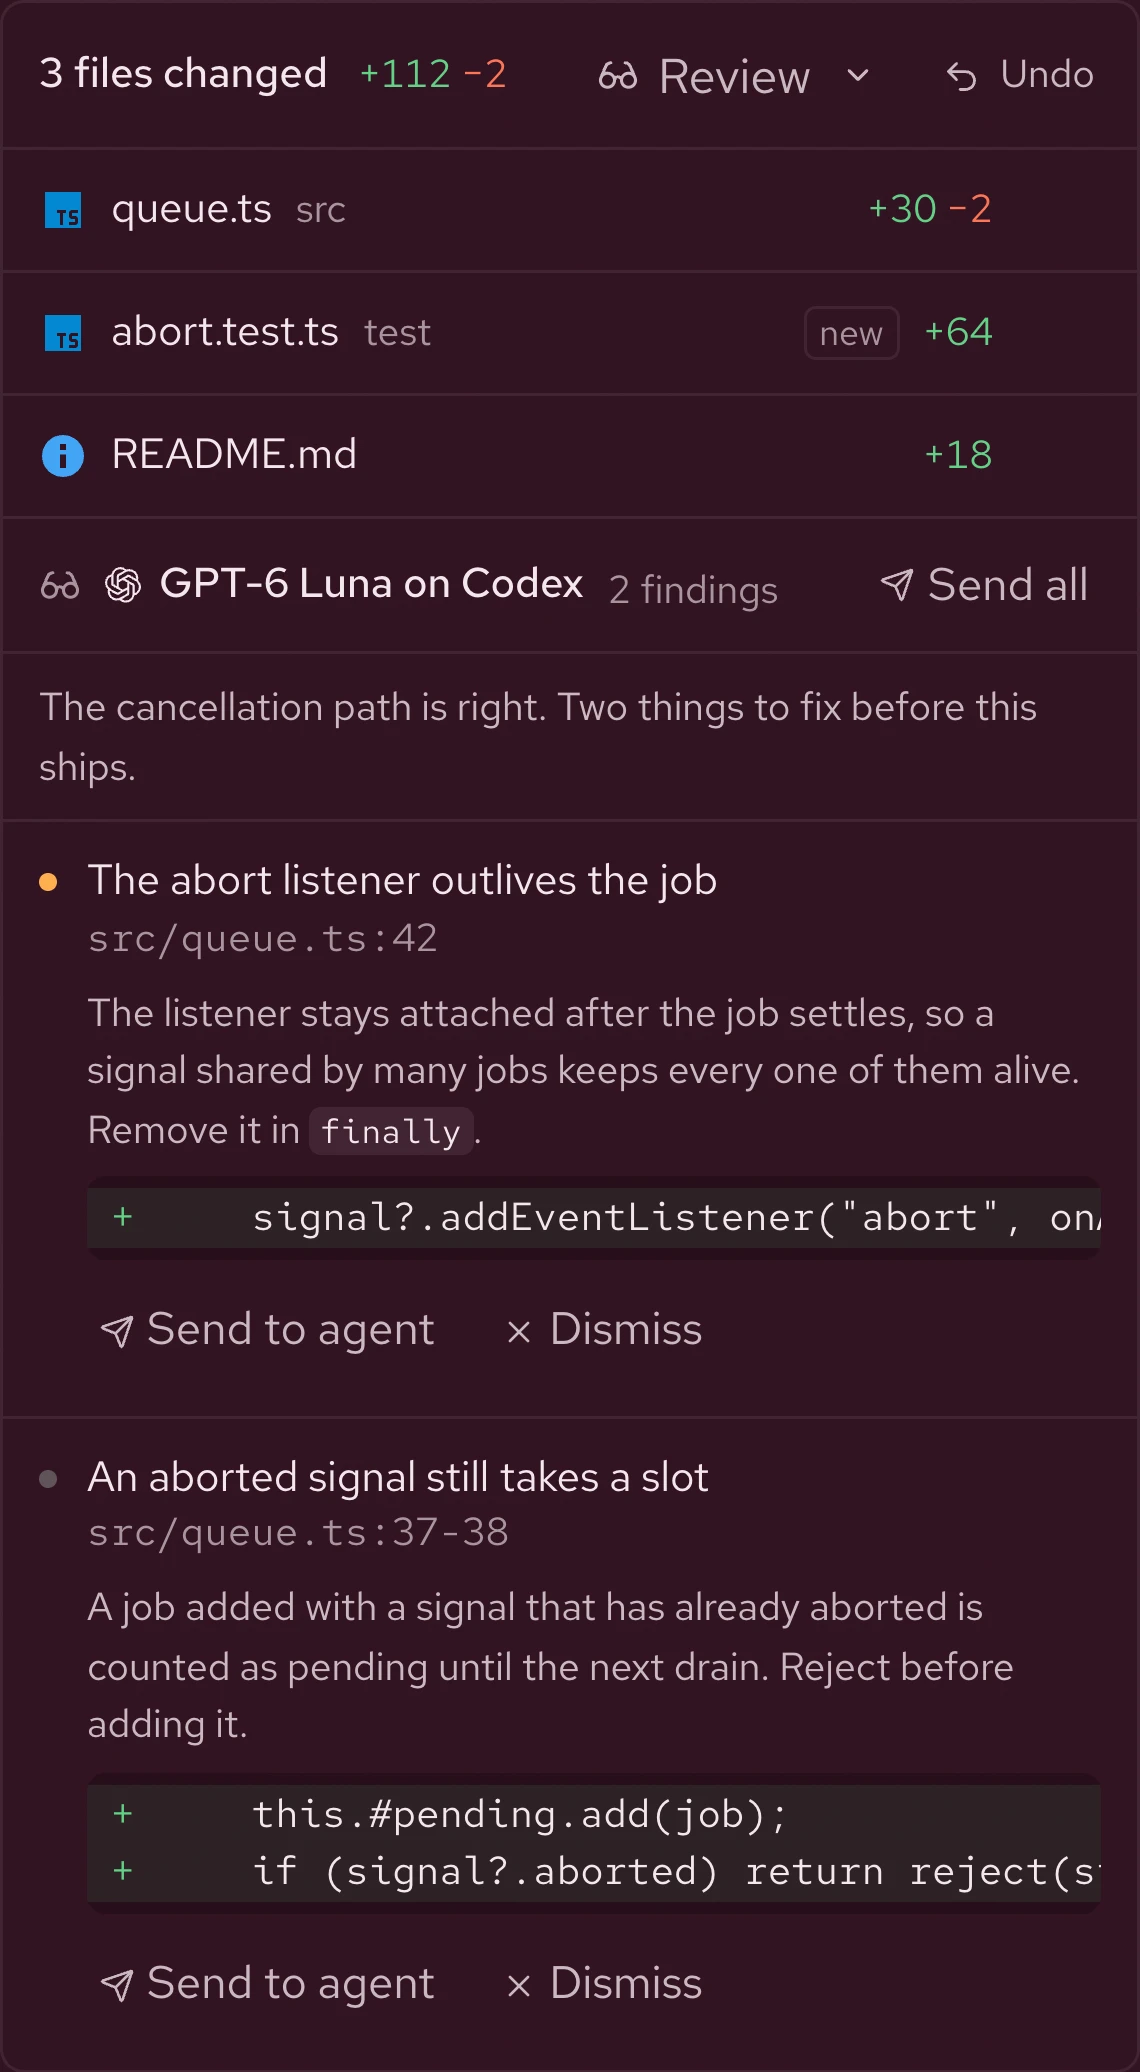 3 files changed +112 -2 Review Undo
TS queue.ts src +30 -2
TS abort.test.ts test new +64
README.md +18
GPT-6 Luna on Codex 2 findings Send all
The cancellation path is right. Two things to fix before this
ships.
The abort listener outlives the job
src/queue.ts:42
The listener stays attached after the job settles, so a
signal shared by many jobs keeps every one of them alive.
Remove it in finally.
+ signal?.addEventListener("abort", on
Send to agent × Dismiss
An aborted signal still takes a slot
src/queue.ts:37-38
A job added with a signal that has already aborted is
counted as pending until the next drain. Reject before
adding it.
+ this.#pending.add(job);
+ if (signal?.aborted) return reject(s
Send to agent × Dismiss